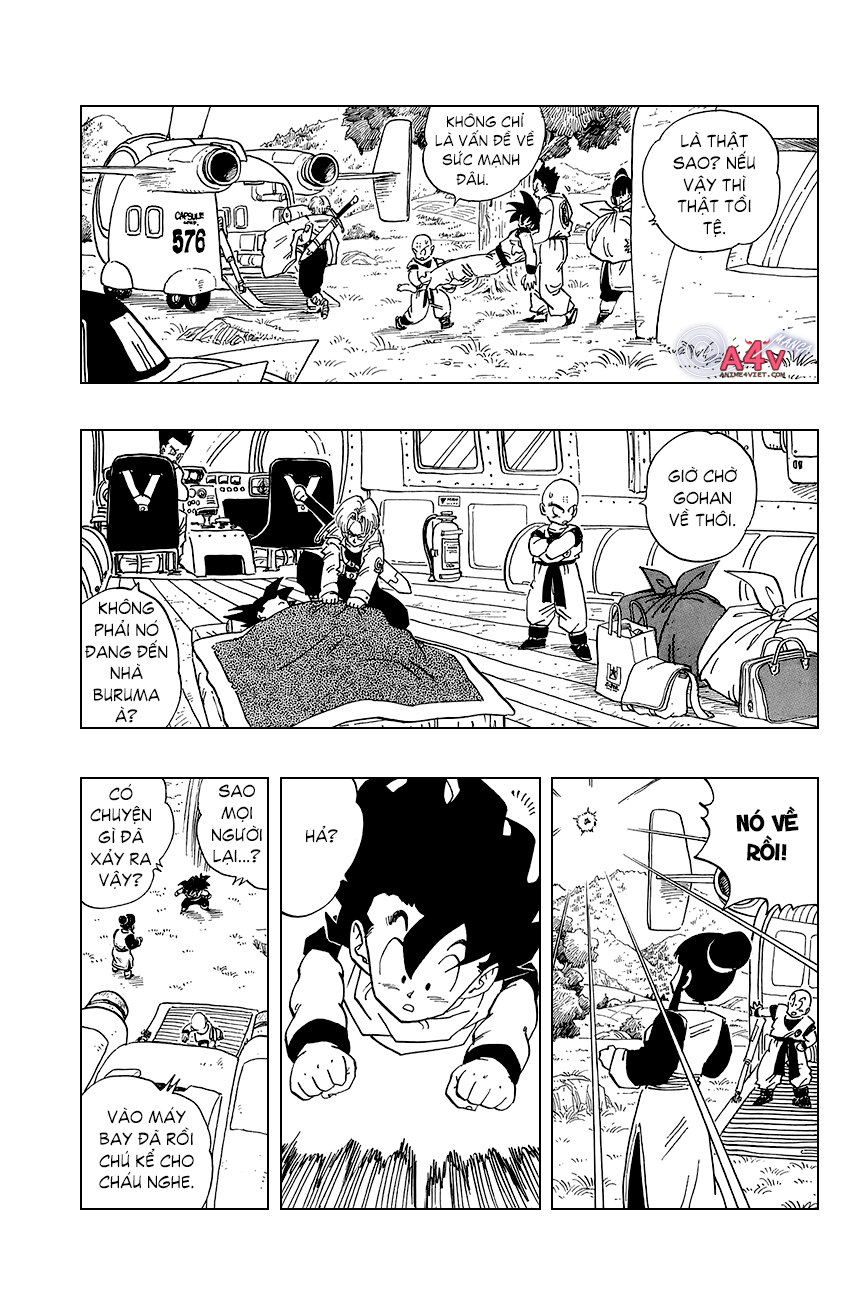 LÀ THẬT
SAO? NẾU
VẬY THÌ
THẬT TỒI
TỆ.
KHÔNG CHỈ
LÀ VẤN ĐỀ VỀ
SỨC MẠNH
ĐÂU.
CAPSULE
CORP.
576
A4V
MANGA
ANIME4VIET.COM
GIỜ CHỜ
GOHAN
VỀ THÔI.
KHÔNG
PHẢI NÓ
ĐANG ĐẾN
NHÀ
BURUMA
À?
NÓ VỀ
RỒI!
HẢ?
SAO
MỌI
NGƯỜI
LẠI...?
CÓ
CHUYỆN
GÌ ĐÃ
XẢY RA
VẬY?
VÀO MÁY
BAY ĐÃ RỒI
CHÚ KỂ CHO
CHÁU NGHE.